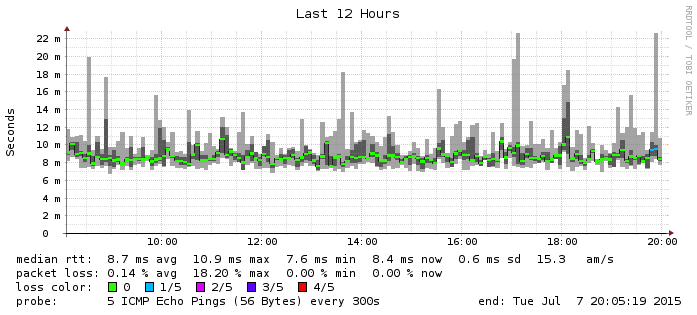 Last 12 Hours
RRDTOOL / TOBI OETIKER
Seconds
22 m
20 m
18 m
16 m
14 m
12 m
10 m
8 m
6 m
4 m
2 m
0
10:00 12:00 14:00 16:00 18:00 20:00
median rtt: 8.7 ms avg 10.9 ms max 7.6 ms min 8.4 ms now 0.6 ms sd 15.3 am/s
packet loss: 0.14 % avg 18.20 % max 0.00 % min 0.00 % now
loss color: 0 1/5 2/5 3/5 4/5
probe: 5 ICMP Echo Pings (56 Bytes) every 300s end: Tue Jul 7 20:05:19 2015